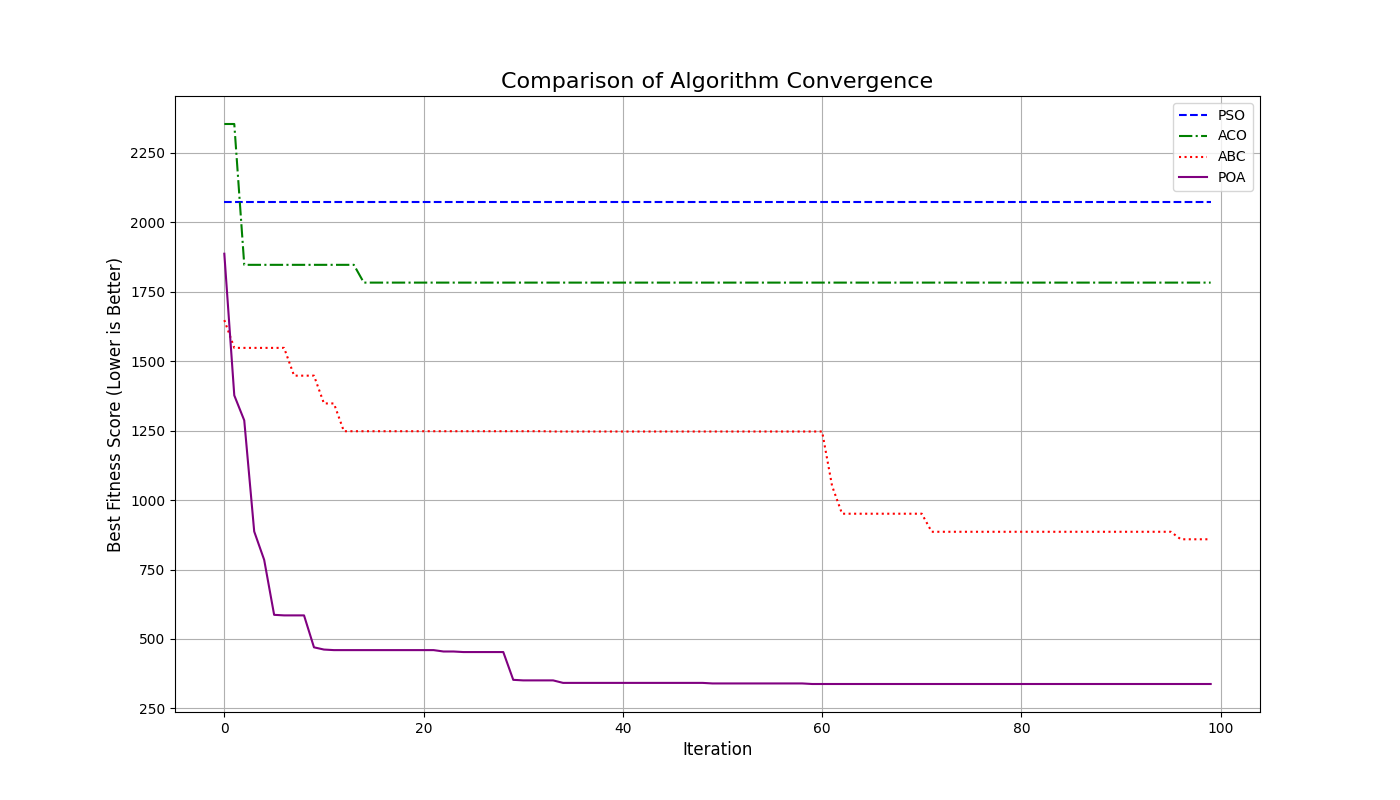 Comparison of Algorithm Convergence
PSO
ACO
ABC
POA
Best Fitness Score (Lower is Better)
2250
2000
1750
1500
1250
1000
750
500
250
0 20 40 60 80 100
Iteration